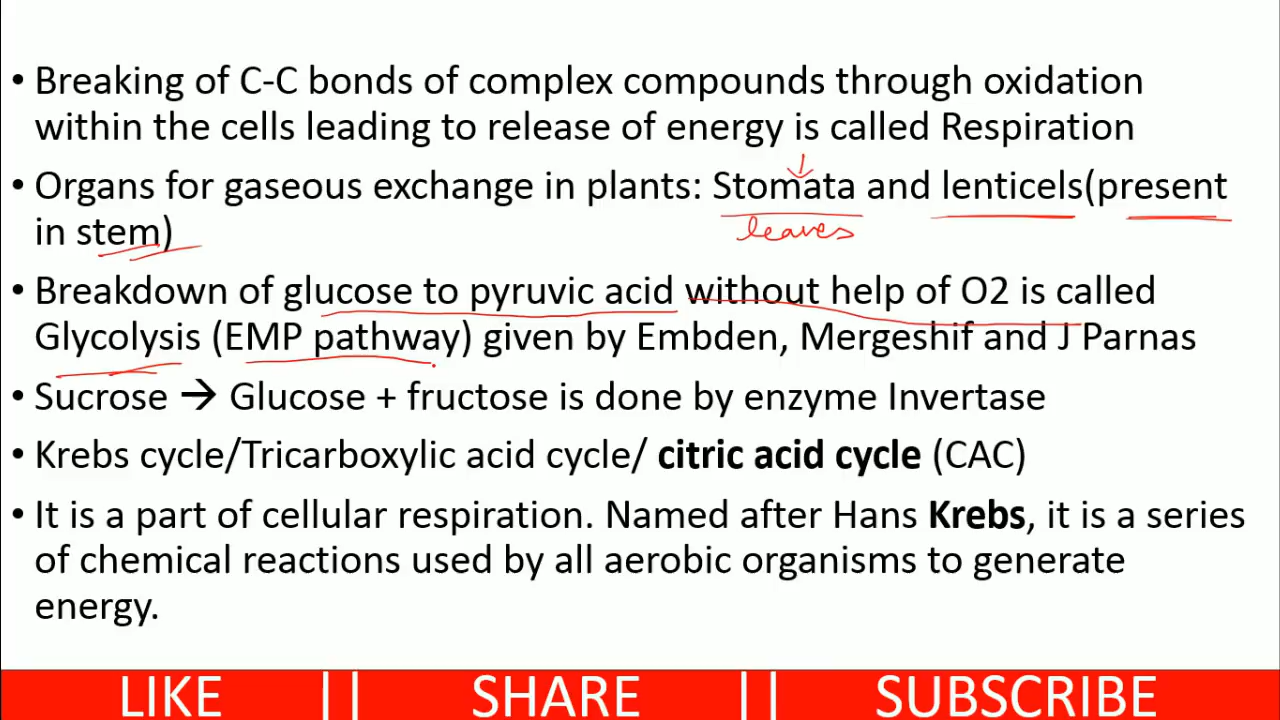 • Breaking of C-C bonds of complex compounds through oxidation
within the cells leading to release of energy is called Respiration
• Organs for gaseous exchange in plants: Stomata and lenticels(present
in stem)
leaves
• Breakdown of glucose to pyruvic acid without help of O2 is called
Glycolysis (EMP pathway) given by Embden, Mergeshif and J Parnas
• Sucrose → Glucose + fructose is done by enzyme Invertase
• Krebs cycle/Tricarboxylic acid cycle/ citric acid cycle (CAC)
• It is a part of cellular respiration. Named after Hans Krebs, it is a series
of chemical reactions used by all aerobic organisms to generate
energy.
LIKE || SHARE || SUBSCRIBE